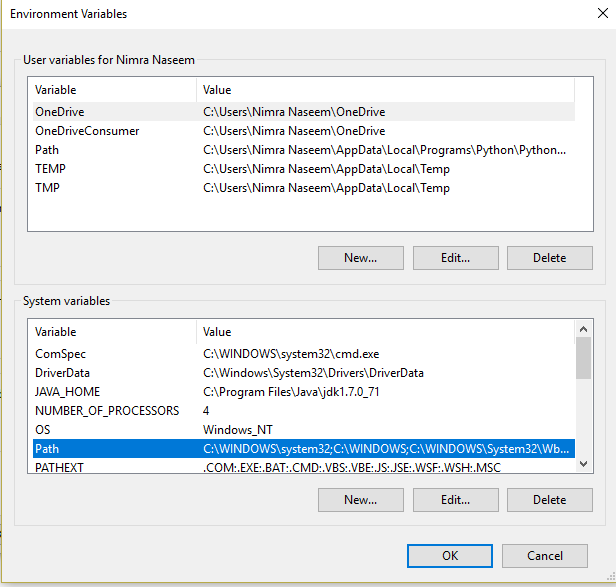 Environment Variables
User variables for Nimra Naseem
Variable Value
OneDrive C:\Users\Nimra Naseem\OneDrive
OneDriveConsumer C:\Users\Nimra Naseem\OneDrive
Path C:\Users\Nimra Naseem\AppData\Local\Programs\Python\Python...
TEMP C:\Users\Nimra Naseem\AppData\Local\Temp
TMP C:\Users\Nimra Naseem\AppData\Local\Temp
New... Edit... Delete
System variables
Variable Value
ComSpec C:\WINDOWS\system32\cmd.exe
DriverData C:\Windows\System32\Drivers\DriverData
JAVA_HOME C:\Program Files\Java\jdk1.7.0_71
NUMBER_OF_PROCESSORS 4
OS Windows_NT
Path C:\WINDOWS\system32;C:\WINDOWS;C:\WINDOWS\System32\Wb...
PATHEXT .COM;.EXE;.BAT;.CMD;.VBS;.VBE;.JS;.JSE;.WSF;.WSH;.MSC
New... Edit... Delete
OK Cancel